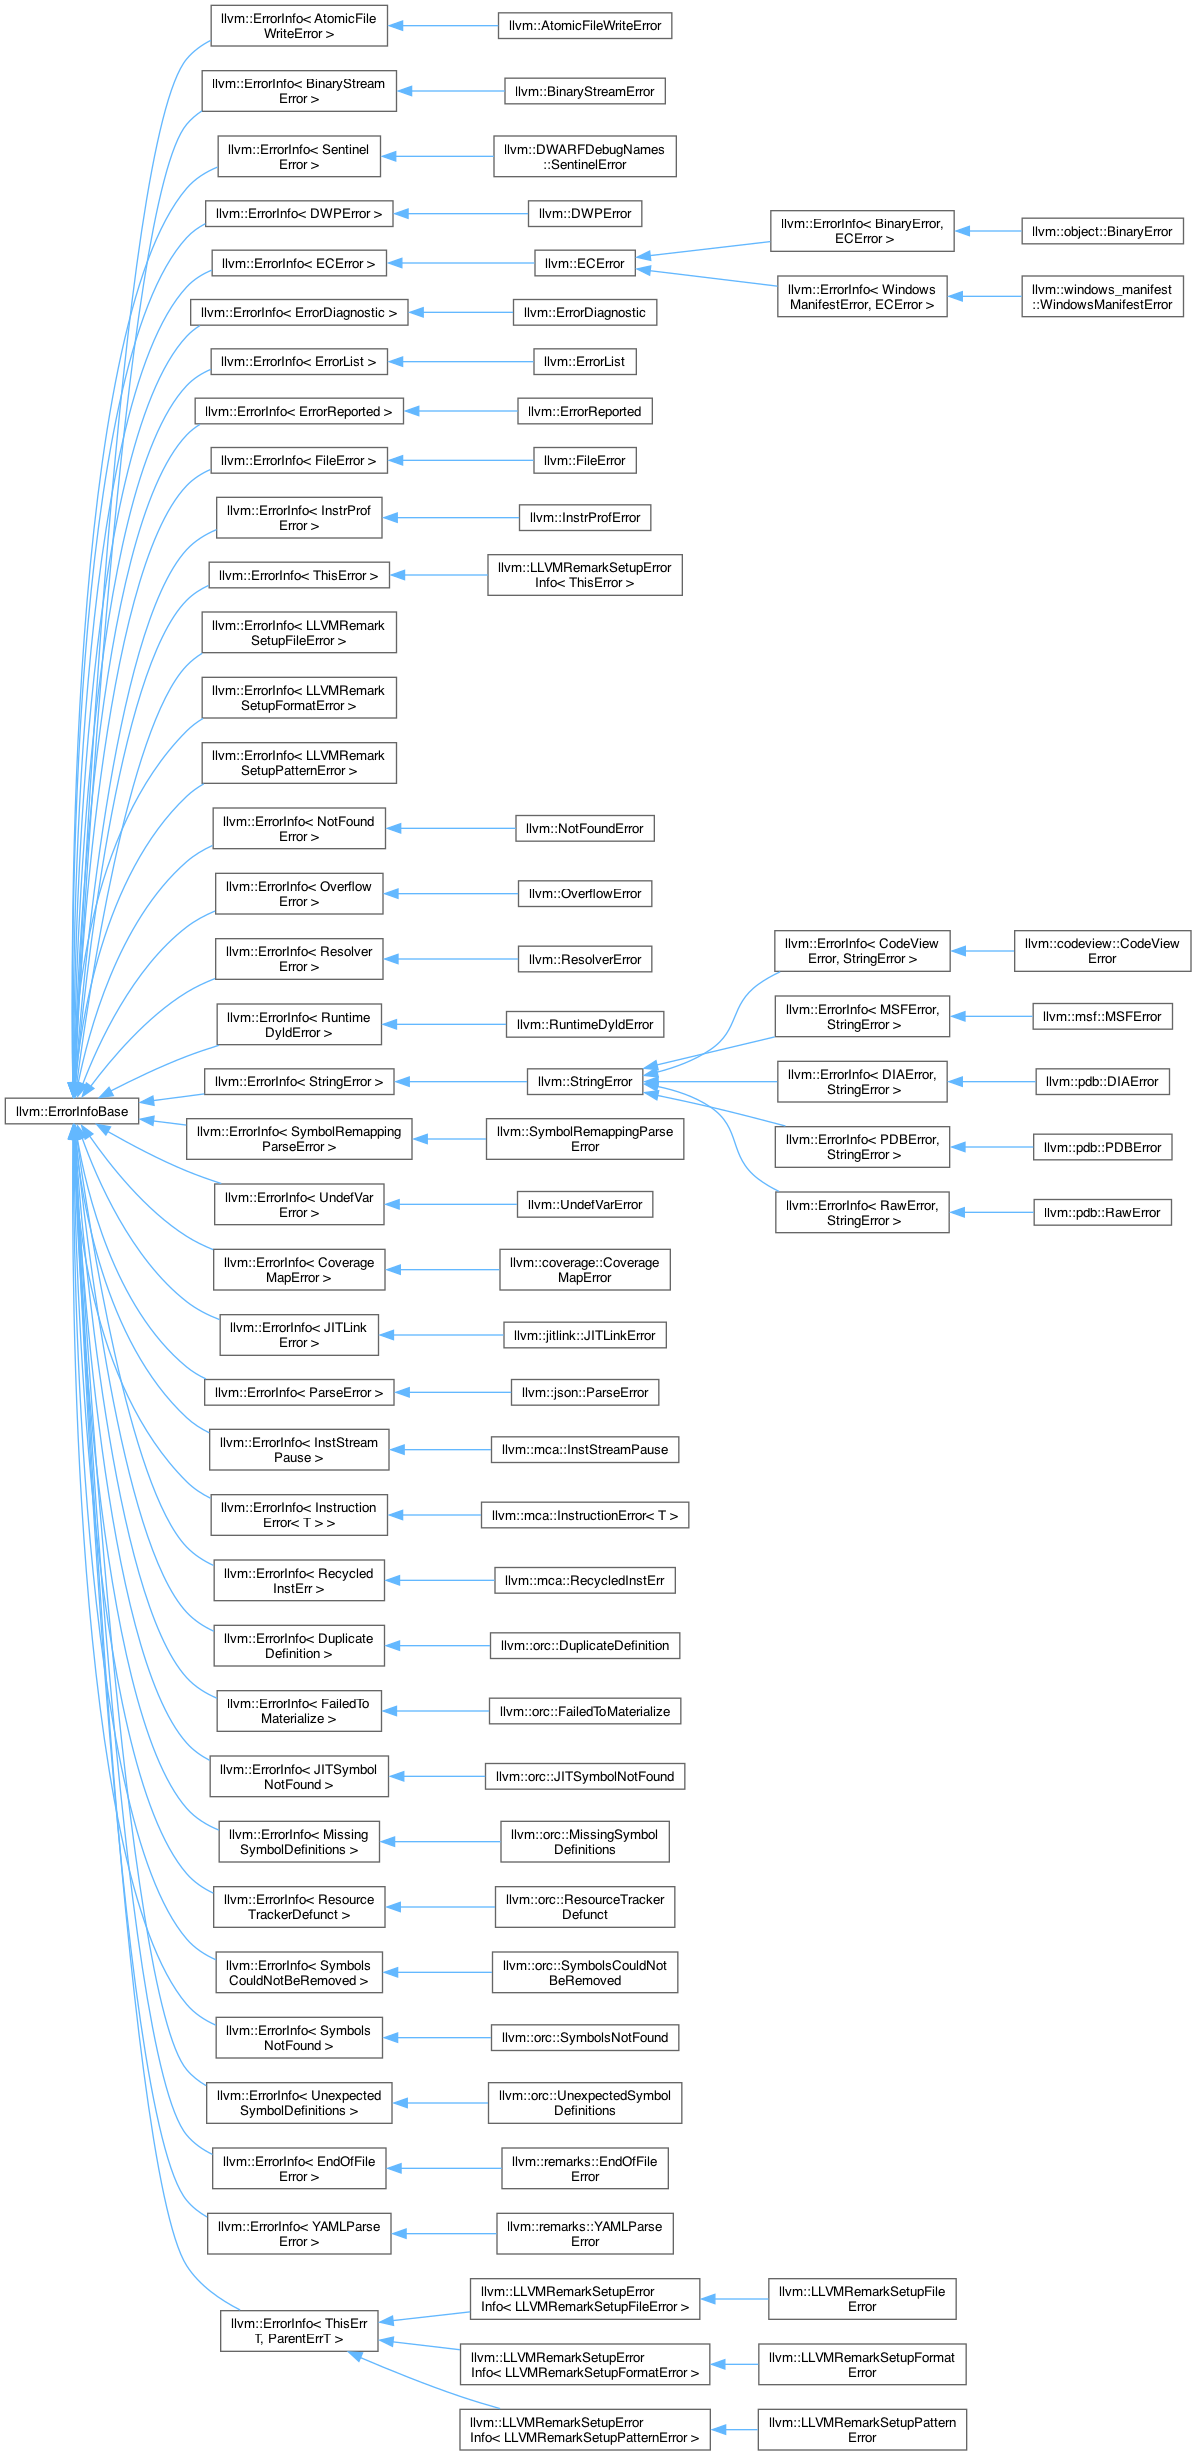 llvm::ErrorInfo< AtomicFile
WriteError >
llvm::AtomicFileWriteError
llvm::ErrorInfo< BinaryStream
Error >
llvm::BinaryStreamError
llvm::ErrorInfo< Sentinel
Error >
llvm::DWARFDebugNames
::SentinelError
llvm::ErrorInfo< DWPError >
llvm::DWPError
llvm::ErrorInfo< ECError >
llvm::ECError
llvm::ErrorInfo< BinaryError,
ECError >
llvm::object::BinaryError
llvm::ErrorInfo< Windows
ManifestError, ECError >
llvm::windows_manifest
::WindowsManifestError
llvm::ErrorInfo< ErrorDiagnostic >
llvm::ErrorDiagnostic
llvm::ErrorInfo< ErrorList >
llvm::ErrorList
llvm::ErrorInfo< ErrorReported >
llvm::ErrorReported
llvm::ErrorInfo< FileError >
llvm::FileError
llvm::ErrorInfo< InstrProf
Error >
llvm::InstrProfError
llvm::ErrorInfo< ThisError >
llvm::LLVMRemarkSetupError
Info< ThisError >
llvm::ErrorInfo< LLVMRemark
SetupFileError >
llvm::ErrorInfo< LLVMRemark
SetupFormatError >
llvm::ErrorInfo< LLVMRemark
SetupPatternError >
llvm::ErrorInfo< NotFound
Error >
llvm::NotFoundError
llvm::ErrorInfo< Overflow
Error >
llvm::OverflowError
llvm::ErrorInfo< Resolver
Error >
llvm::ResolverError
llvm::ErrorInfo< Runtime
DyldError >
llvm::RuntimeDyldError
llvm::ErrorInfo< StringError >
llvm::StringError
llvm::ErrorInfo< CodeView
Error, StringError >
llvm::codeview::CodeView
Error
llvm::ErrorInfo< MSFError,
StringError >
llvm::msf::MSFError
llvm::ErrorInfo< DIAError,
StringError >
llvm::pdb::DIAError
llvm::ErrorInfo< PDBError,
StringError >
llvm::pdb::PDBError
llvm::ErrorInfo< RawError,
StringError >
llvm::pdb::RawError
llvm::ErrorInfoBase
llvm::ErrorInfo< SymbolRemapping
ParseError >
llvm::SymbolRemappingParse
Error
llvm::ErrorInfo< UndefVar
Error >
llvm::UndefVarError
llvm::ErrorInfo< Coverage
MapError >
llvm::coverage::Coverage
MapError
llvm::ErrorInfo< JITLink
Error >
llvm::jitlink::JITLinkError
llvm::ErrorInfo< ParseError >
llvm::json::ParseError
llvm::ErrorInfo< InstStream
Pause >
llvm::mca::InstStreamPause
llvm::ErrorInfo< Instruction
Error< T > >
llvm::mca::InstructionError< T >
llvm::ErrorInfo< Recycled
InstErr >
llvm::mca::RecycledInstErr
llvm::ErrorInfo< Duplicate
Definition >
llvm::orc::DuplicateDefinition
llvm::ErrorInfo< FailedTo
Materialize >
llvm::orc::FailedToMaterialize
llvm::ErrorInfo< JITSymbol
NotFound >
llvm::orc::JITSymbolNotFound
llvm::ErrorInfo< Missing
SymbolDefinitions >
llvm::orc::MissingSymbol
Definitions
llvm::ErrorInfo< Resource
TrackerDefunct >
llvm::orc::ResourceTracker
Defunct
llvm::ErrorInfo< Symbols
CouldNotBeRemoved >
llvm::orc::SymbolsCouldNot
BeRemoved
llvm::ErrorInfo< Symbols
NotFound >
llvm::orc::SymbolsNotFound
llvm::ErrorInfo< Unexpected
SymbolDefinitions >
llvm::orc::UnexpectedSymbol
Definitions
llvm::ErrorInfo< EndOfFile
Error >
llvm::remarks::EndOfFile
Error
llvm::ErrorInfo< YAMLParse
Error >
llvm::remarks::YAMLParse
Error
llvm::ErrorInfo< ThisErr
T, ParentErrT >
llvm::LLVMRemarkSetupError
Info< LLVMRemarkSetupFileError >
llvm::LLVMRemarkSetupFile
Error
llvm::LLVMRemarkSetupError
Info< LLVMRemarkSetupFormatError >
llvm::LLVMRemarkSetupFormat
Error
llvm::LLVMRemarkSetupError
Info< LLVMRemarkSetupPatternError >
llvm::LLVMRemarkSetupPattern
Error